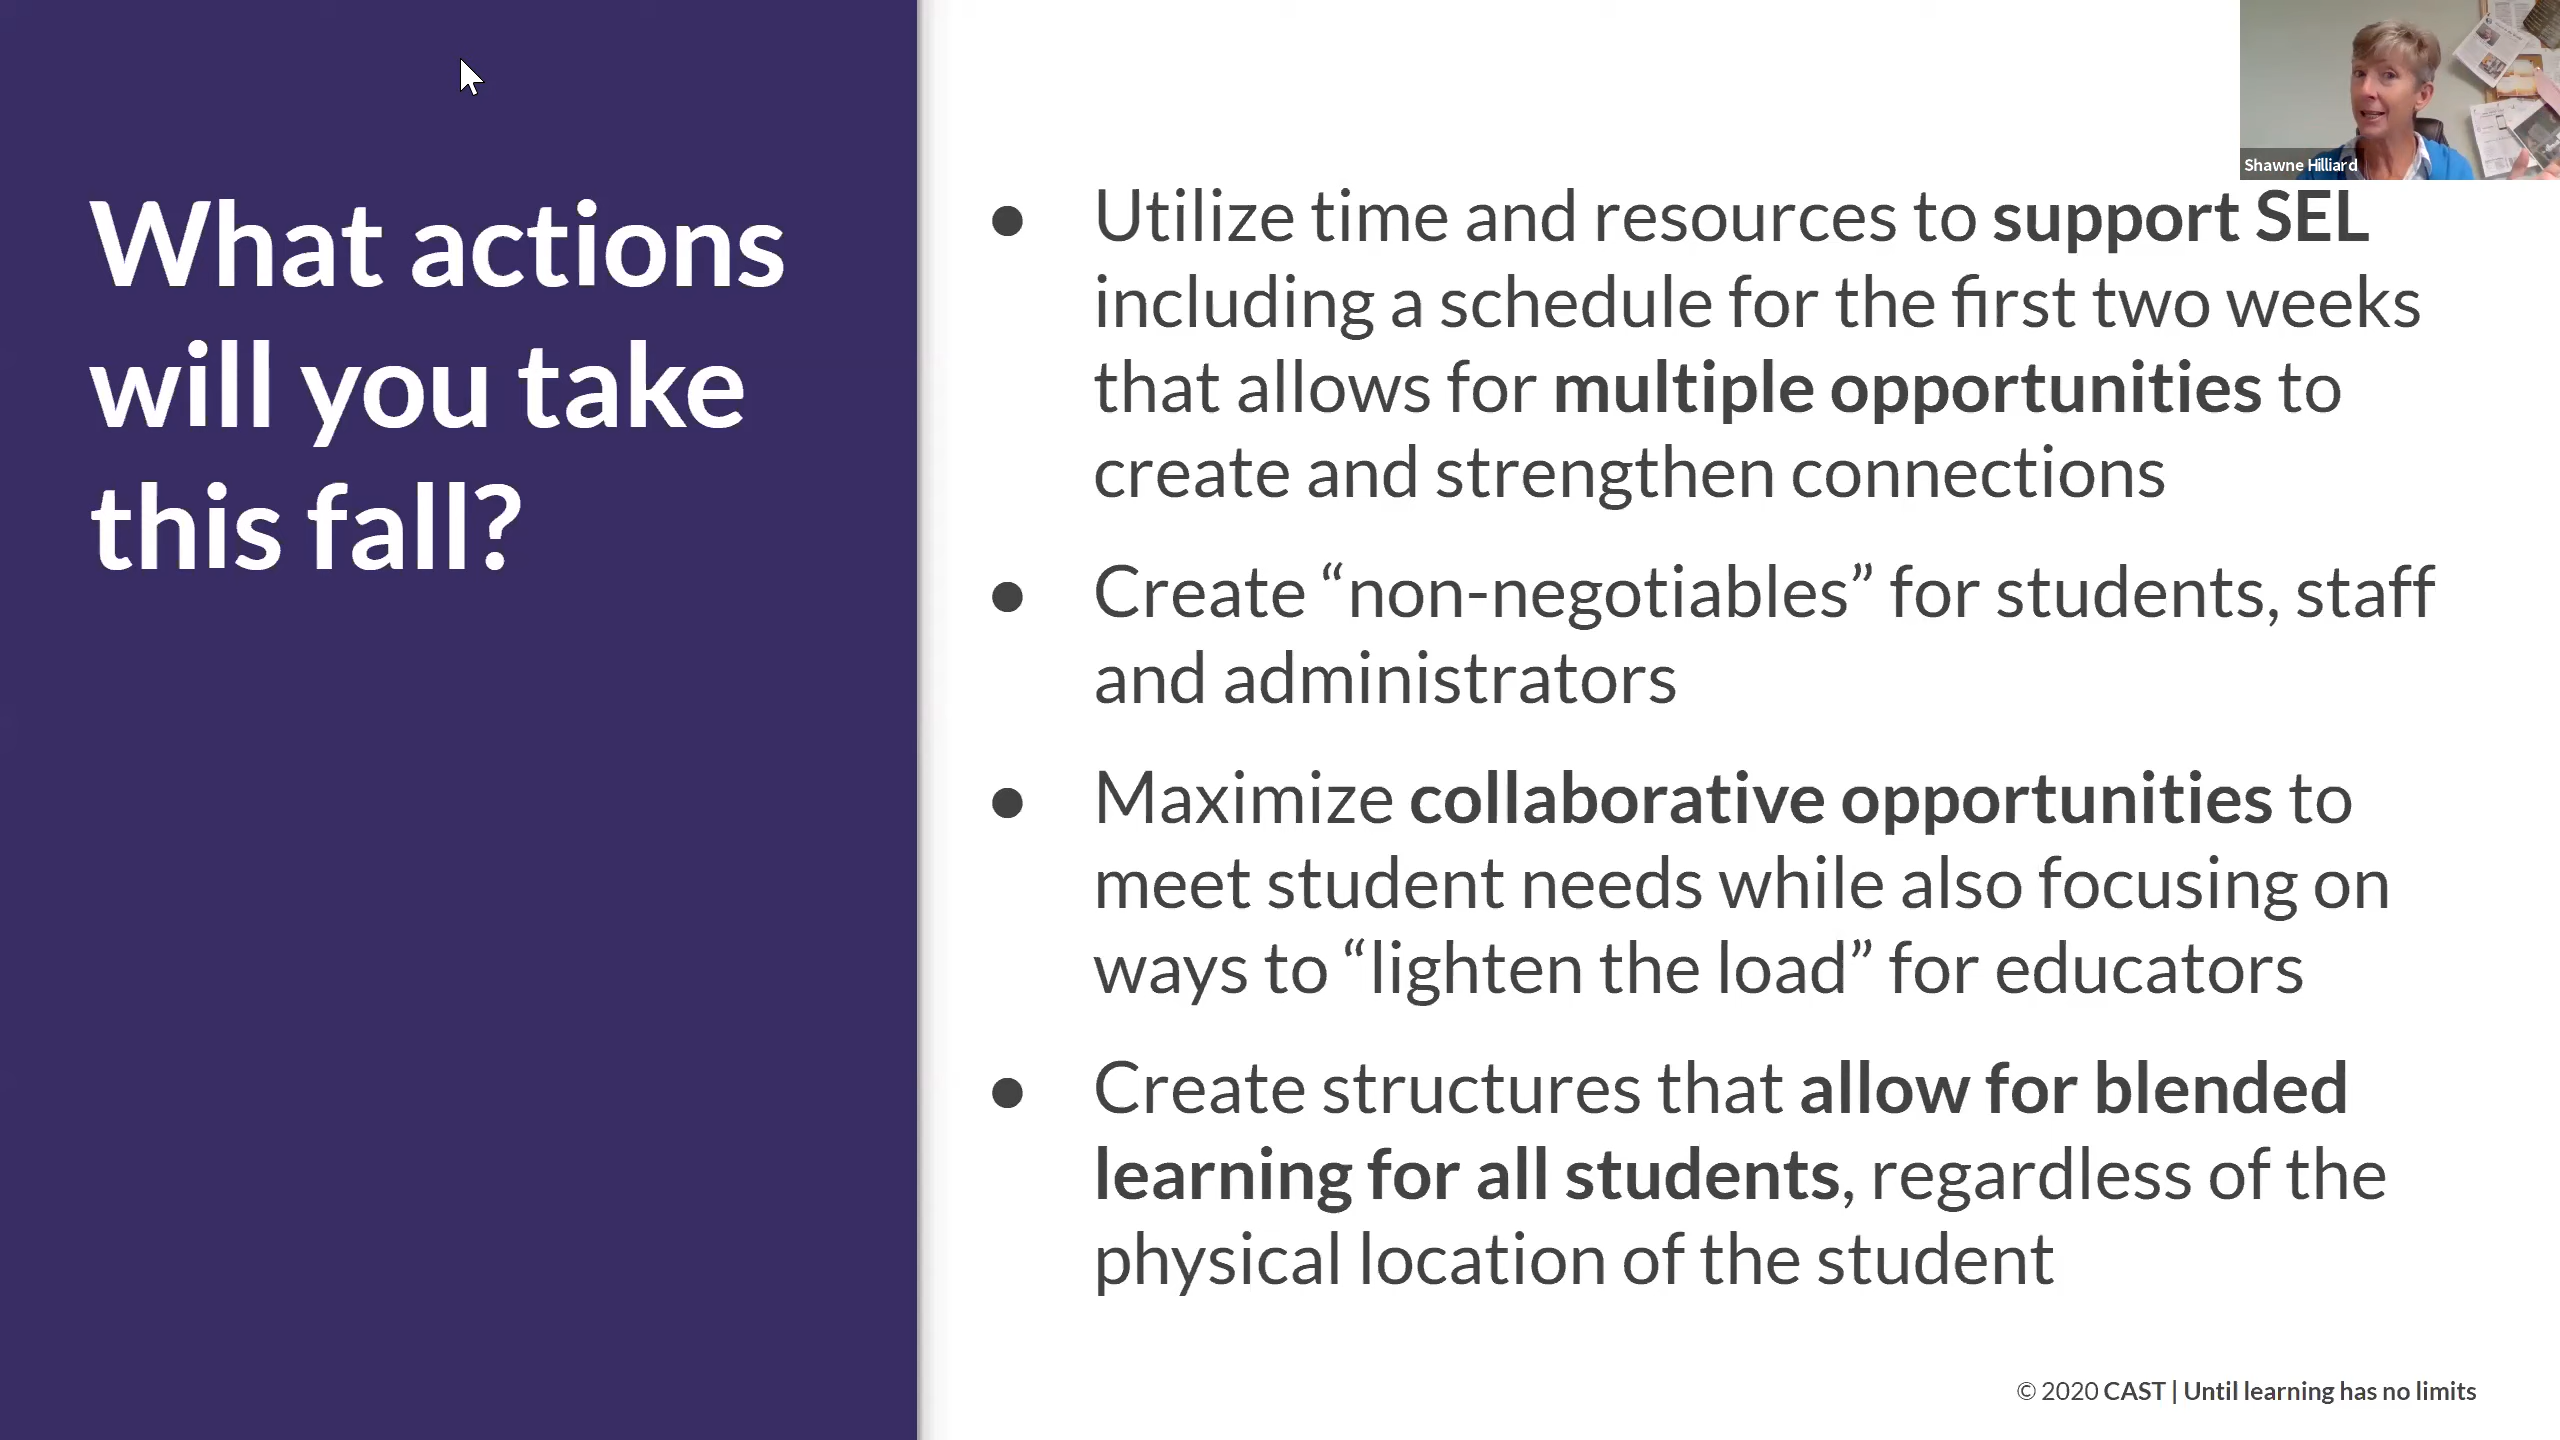 Shawne Hilliard
What actions
will you take
this fall?
● Utilize time and resources to support SEL
including a schedule for the first two weeks
that allows for multiple opportunities to
create and strengthen connections
● Create “non-negotiables” for students, staff
and administrators
● Maximize collaborative opportunities to
meet student needs while also focusing on
ways to “lighten the load” for educators
● Create structures that allow for blended
learning for all students, regardless of the
physical location of the student
© 2020 CAST | Until learning has no limits